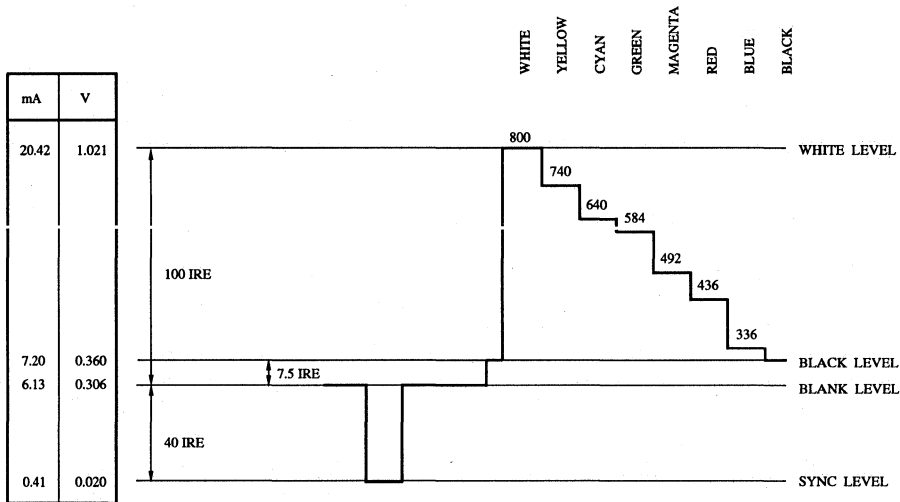 WHITE
YELLOW
CYAN
GREEN
MAGENTA
RED
BLUE
BLACK
mA V
20.42 1.021
800
WHITE LEVEL
740
640
584
100 IRE
492
436
336
7.20 0.360
BLACK LEVEL
7.5 IRE
6.13 0.306
BLANK LEVEL
40 IRE
0.41 0.020
SYNC LEVEL